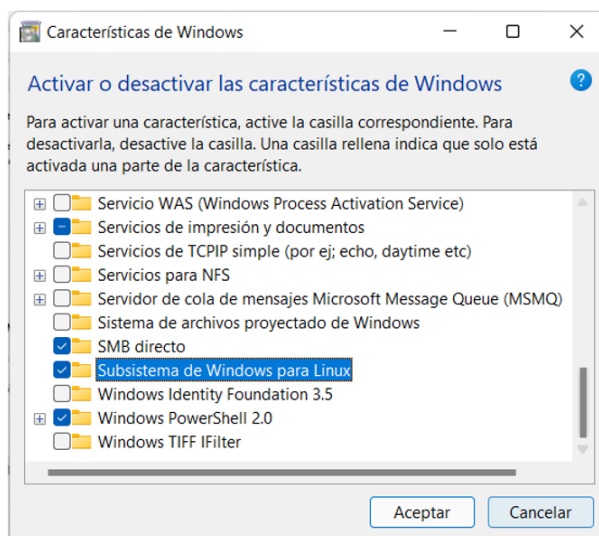 Características de Windows
Activar o desactivar las características de Windows
?
Para activar una característica, active la casilla correspondiente. Para
desactivarla, desactive la casilla. Una casilla rellena indica que solo está
activada una parte de la característica.
Servicio WAS (Windows Process Activation Service)
Servicios de impresión y documentos
Servicios de TCPIP simple (por ej; echo, daytime etc)
Servicios para NFS
Servidor de cola de mensajes Microsoft Message Queue (MSMQ)
Sistema de archivos proyectado de Windows
SMB directo
Subsistema de Windows para Linux
Windows Identity Foundation 3.5
Windows PowerShell 2.0
Windows TIFF IFilter
Aceptar
Cancelar